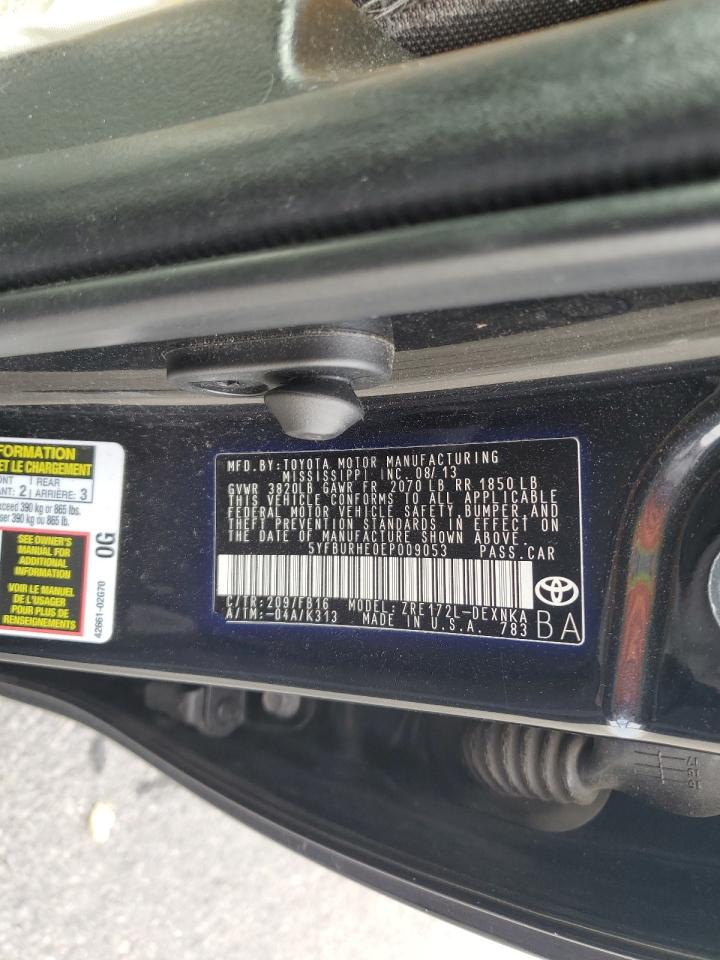 FORMATION
ET LE CHARGEMENT
1 REAR
ANT: 2 ARRIÈRE: 3
exceed 390 kg or 865 lbs.
ser 390 kg ou 865 lb.
SEE OWNER'S
MANUAL FOR
ADDITIONAL
INFORMATION
VOIR LE MANUEL
DE L'USAGER
POUR PLUS DE
RENSEIGNEMENTS
0G
42661-02G70
MFD.BY:TOYOTA MOTOR MANUFACTURING
MISSISSIPPI INC 08/13
GVWR 3820LB GAWR FR 2070 LB RR 1850 LB
THIS VEHICLE CONFORMS TO ALL APPLICABLE
FEDERAL MOTOR VEHICLE SAFETY, BUMPER, AND
THEFT PREVENTION STANDARDS IN EFFECT ON
THE DATE OF MANUFACTURE SHOWN ABOVE.
5YFBURHE0EP009053 PASS.CAR
C/TR:209/FB16 MODEL: ZRE172L-DEXNKA
A/TM:-04A/K313 MADE IN U.S.A. 783
BA
17